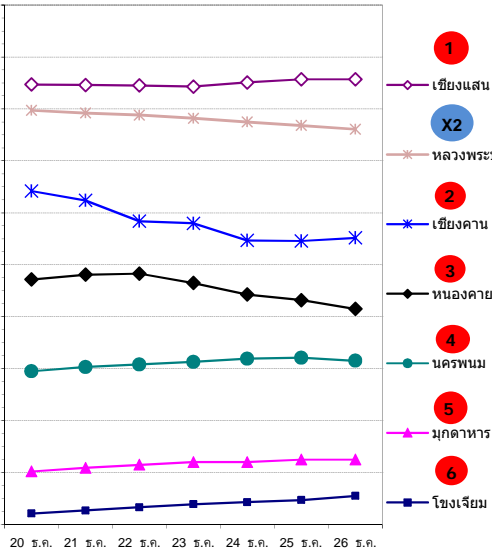 1
เชียงแสน
X2
หลวงพระ
2
เชียงคาน
3
หนองคาย
4
นครพนม
5
มุกดาหาร
6
โขงเจียม
20 ธ.ค. 21 ธ.ค. 22 ธ.ค. 23 ธ.ค. 24 ธ.ค. 25 ธ.ค. 26 ธ.ค.